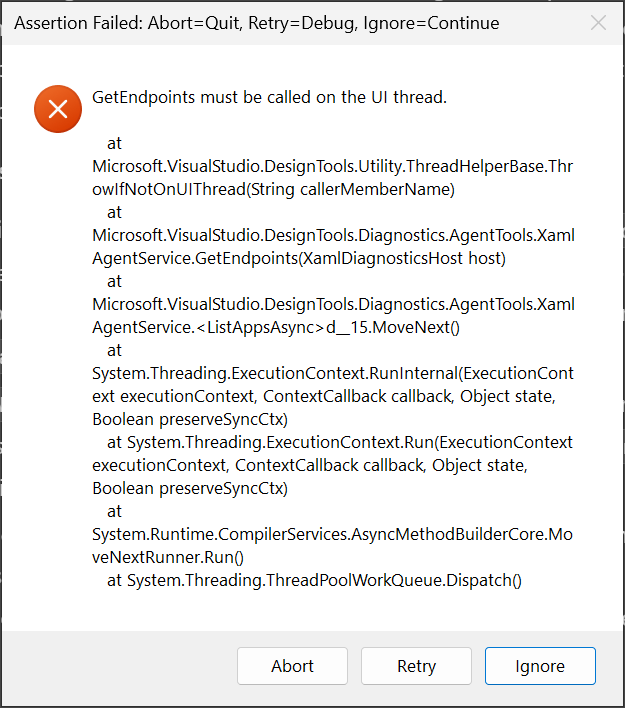 Assertion Failed: Abort=Quit, Retry=Debug, Ignore=Continue
GetEndpoints must be called on the UI thread.
at
Microsoft.VisualStudio.DesignTools.Utility.ThreadHelperBase.Thr
owIfNotOnUIThread(String callerMemberName)
at
Microsoft.VisualStudio.DesignTools.Diagnostics.AgentTools.Xaml
AgentService.GetEndpoints(XamlDiagnosticsHost host)
at
Microsoft.VisualStudio.DesignTools.Diagnostics.AgentTools.Xaml
AgentService.<ListAppsAsync>d__15.MoveNext()
at
System.Threading.ExecutionContext.RunInternal(ExecutionCont
ext executionContext, ContextCallback callback, Object state,
Boolean preserveSyncCtx)
at System.Threading.ExecutionContext.Run(ExecutionContext
executionContext, ContextCallback callback, Object state,
Boolean preserveSyncCtx)
at
System.Runtime.CompilerServices.AsyncMethodBuilderCore.Mo
veNextRunner.Run()
at System.Threading.ThreadPoolWorkQueue.Dispatch()
Abort
Retry
Ignore